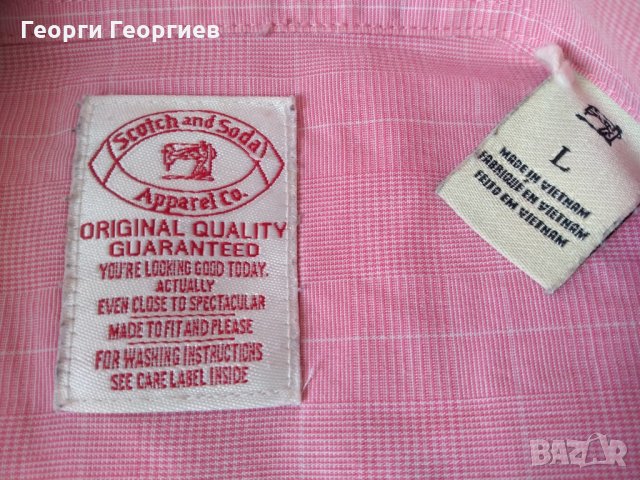 Георги Георгиев
Scotch and Soda
Apparel Co.
ORIGINAL QUALITY
GUARANTEED
YOU'RE LOOKING GOOD TODAY.
ACTUALLY
EVEN CLOSE TO SPECTACULAR
MADE TO FIT AND PLEASE
FOR WASHING INSTRUCTIONS
SEE CARE LABEL INSIDE
L
MADE IN VIETNAM
FABRIQUE EN VIETNAM
FEITO EM VIETNAM
BAZAR